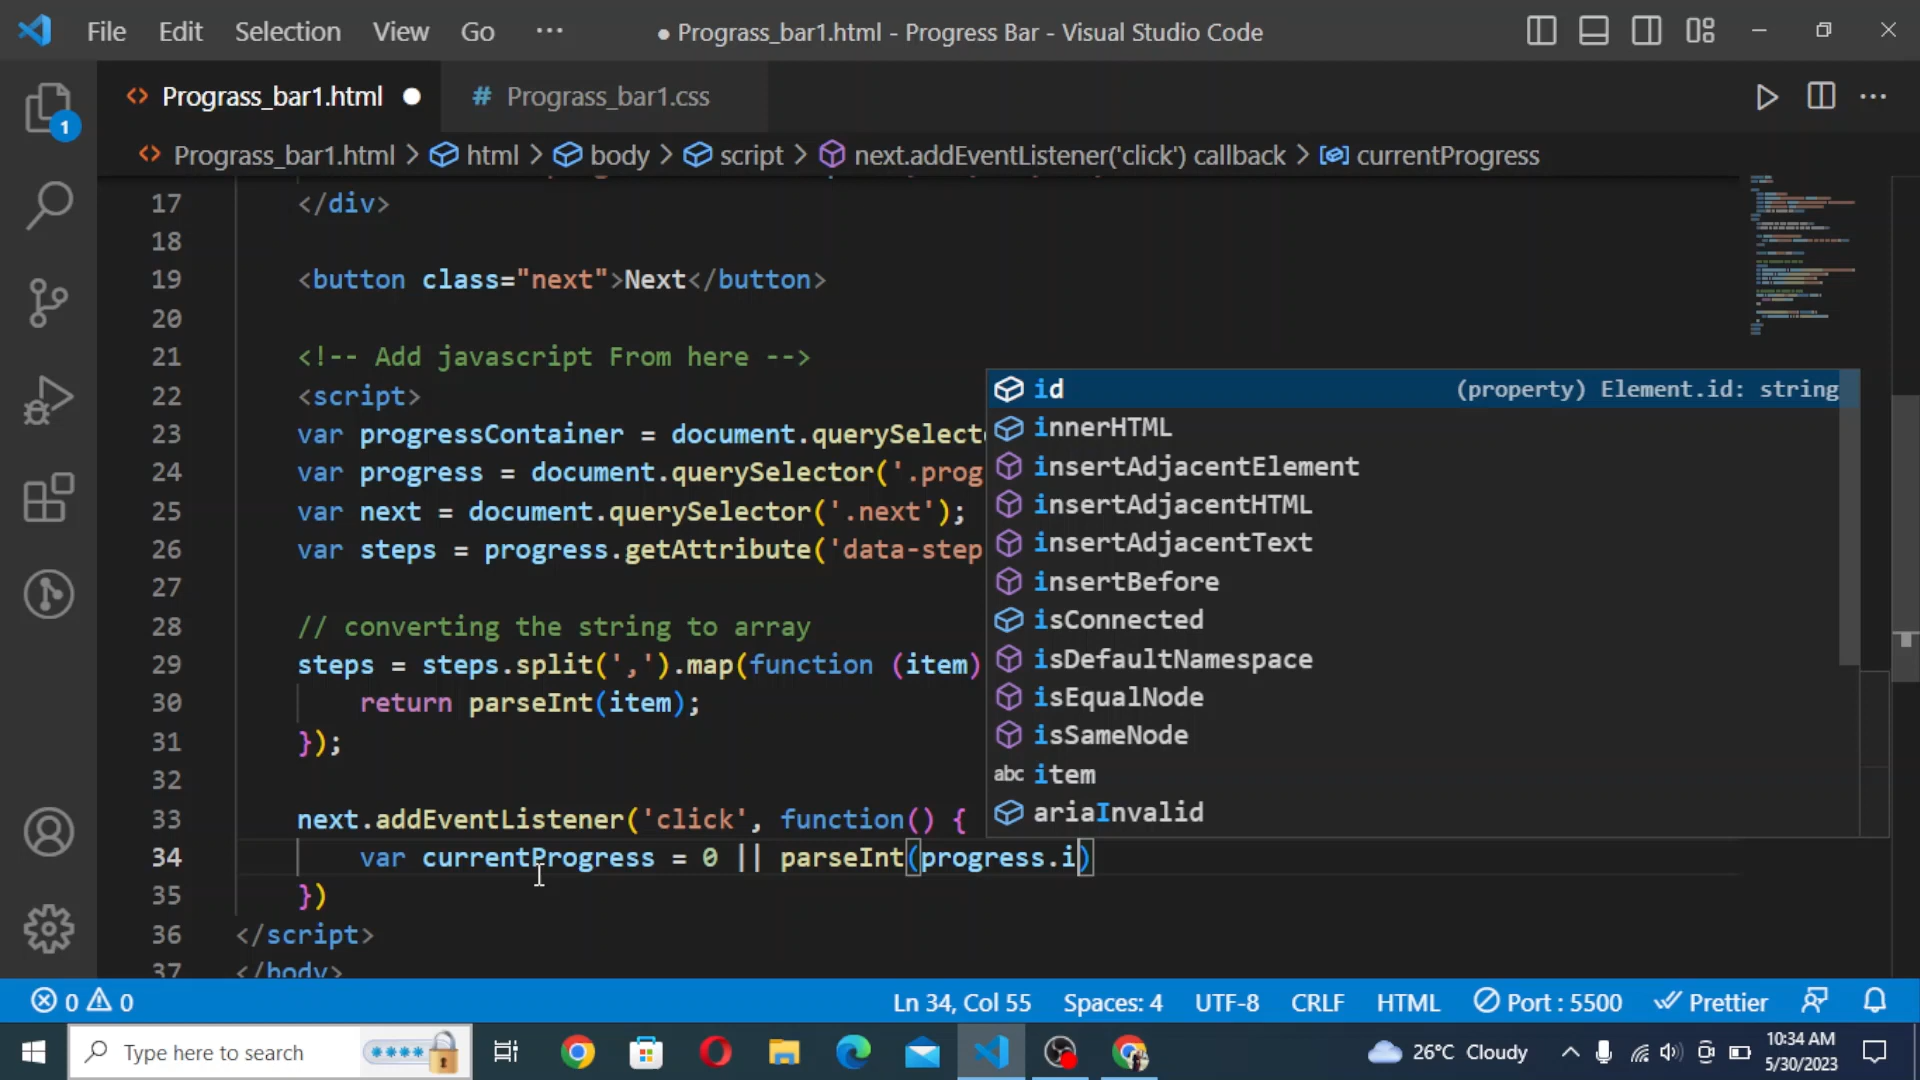 File Edit Selection View Go ··· ● Prograss_bar1.html - Progress Bar - Visual Studio Code
1
<> Prograss_bar1.html ● # Prograss_bar1.css
<> Prograss_bar1.html > html > body > script > next.addEventListener('click') callback > currentProgress
17 </div>
18
19 <button class="next">Next</button>
20
21 <!-- Add javascript From here -->
22 <script>
23 var progressContainer = document.querySelect
24 var progress = document.querySelector('.prog
25 var next = document.querySelector('.next');
26 var steps = progress.getAttribute('data-step
27
28 // converting the string to array
29 steps = steps.split(',').map(function (item)
30 return parseInt(item);
31 });
32
33 next.addEventListener('click', function() {
34 var currentProgress = 0 || parseInt(progress.i)
35 })
36 </script>
37 </body>
id (property) Element.id: string
innerHTML
insertAdjacentElement
insertAdjacentHTML
insertAdjacentText
insertBefore
isConnected
isDefaultNamespace
isEqualNode
isSameNode
abc item
ariaInvalid
0 0 Ln 34, Col 55 Spaces: 4 UTF-8 CRLF HTML Port : 5500 Prettier
Type here to search 26°C Cloudy 10:34 AM
5/30/2023